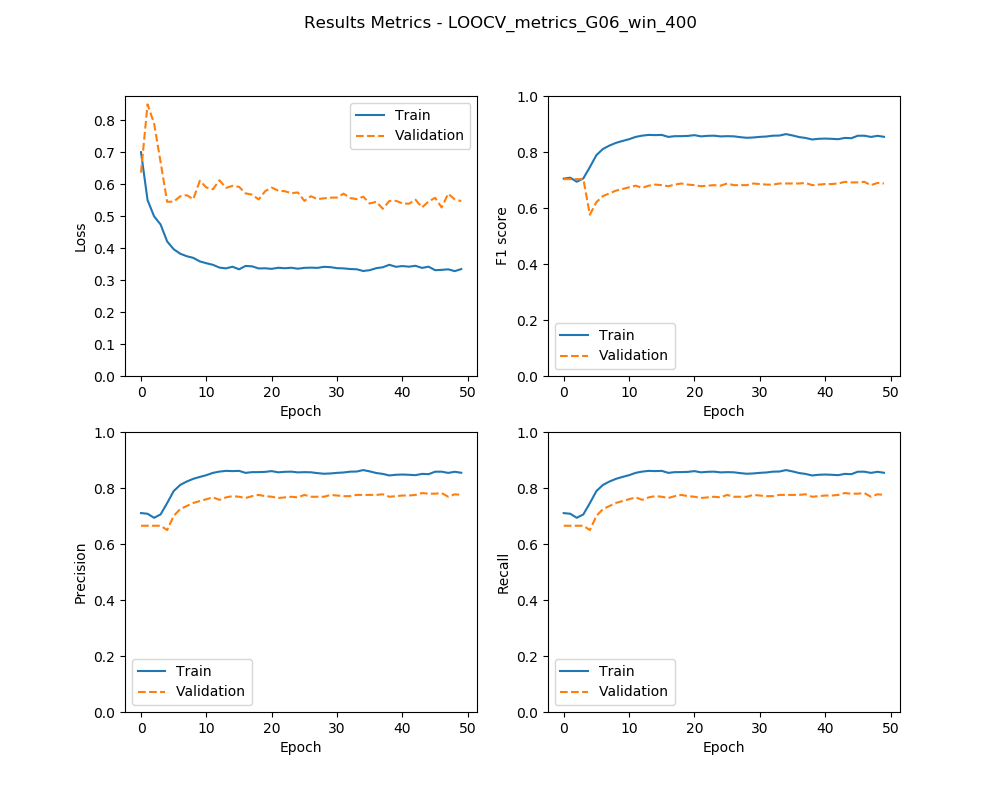 Results Metrics - LOOCV_metrics_G06_win_400
Loss
0.8
0.7
0.6
0.5
0.4
0.3
0.2
0.1
0.0
Train
Validation
0 10 20 30 40 50
Epoch
F1 score
1.0
0.8
0.6
0.4
0.2
0.0
Train
Validation
0 10 20 30 40 50
Epoch
Precision
1.0
0.8
0.6
0.4
0.2
0.0
Train
Validation
0 10 20 30 40 50
Epoch
Recall
1.0
0.8
0.6
0.4
0.2
0.0
Train
Validation
0 10 20 30 40 50
Epoch